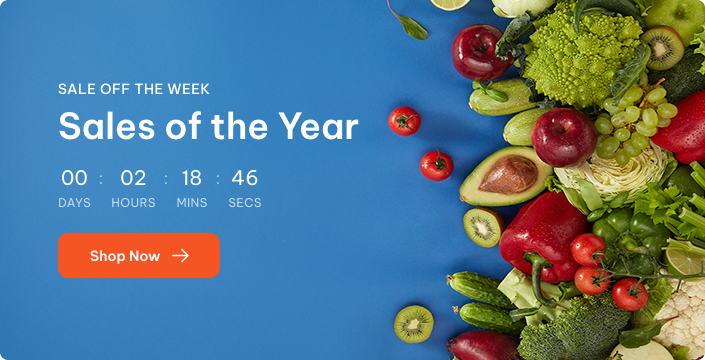 SALE OFF THE WEEK
Sales of the Year
00 : 02 : 18 : 46
DAYS HOURS MINS SECS
Shop Now →